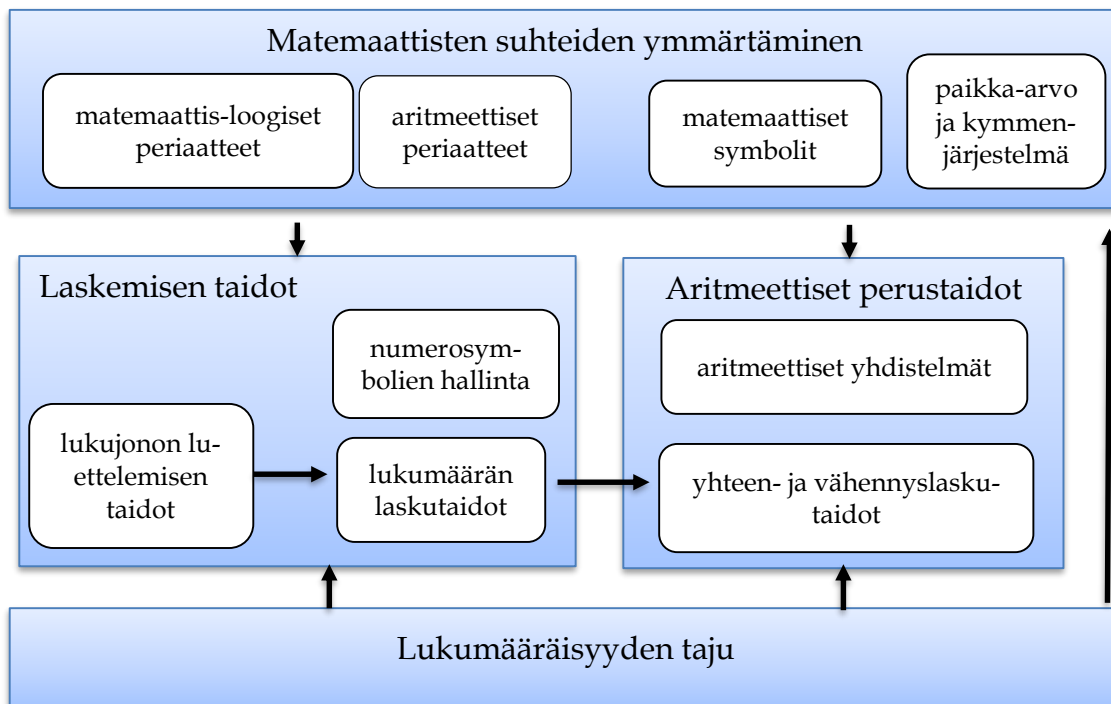 Matemaattisten suhteiden ymmärtäminen
matemaattis-loogiset
periaatteet
aritmeettiset
periaatteet
matemaattiset
symbolit
paikka-arvo
ja kymmen-
järjestelmä
Laskemisen taidot
numerosym-
bolien hallinta
lukujonon lu-
ettelemisen
taidot
lukumäärän
laskutaidot
Aritmeettiset perustaidot
aritmeettiset yhdistelmät
yhteen- ja vähennyslasku-
taidot
Lukumääräisyyden taju